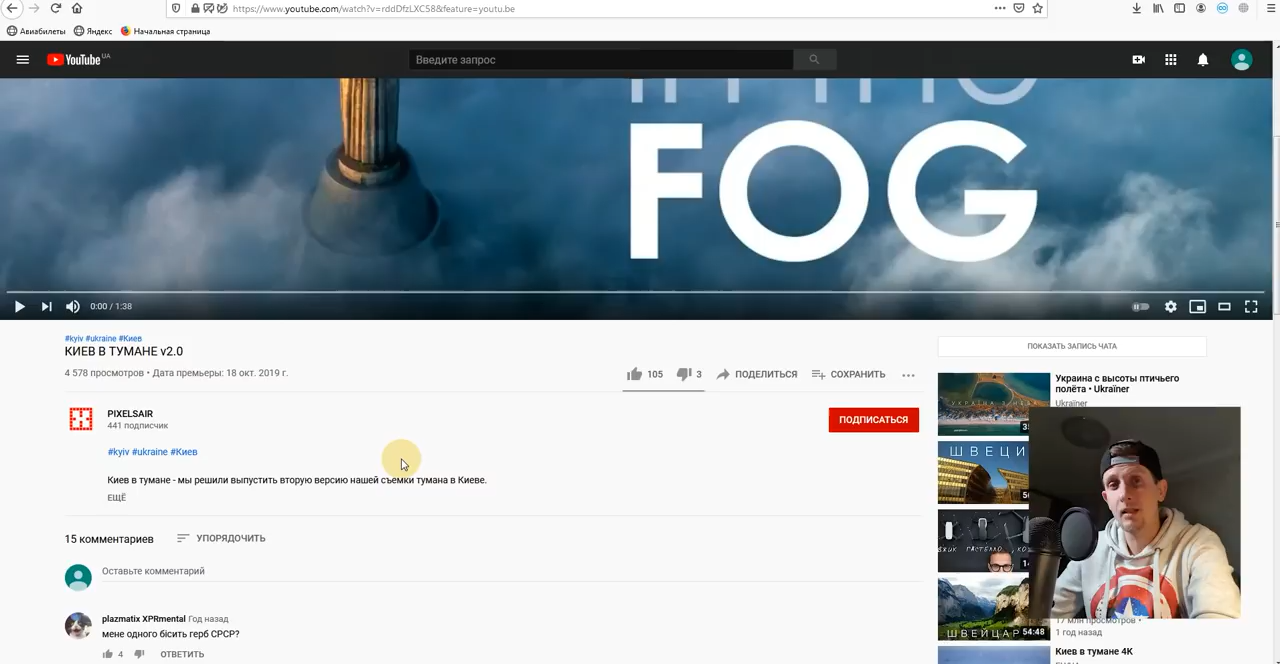 https://www.youtube.com/watch?v=rddDfzLXC58&feature=youtu.be
Авиабилеты Яндекс Начальная страница
YouTube UA
Введите запрос
FOG
0:00 / 1:38
#kyiv #ukraine #Киев
КИЕВ В ТУМАНЕ v2.0
4 578 просмотров • Дата премьеры: 18 окт. 2019 г.
105 3 ПОДЕЛИТЬСЯ СОХРАНИТЬ
PIXELSAIR
441 подписчик
ПОДПИСАТЬСЯ
#kyiv #ukraine #Киев
Киев в тумане - мы решили выпустить вторую версию нашей съемки тумана в Киеве.
ЕЩЁ
15 комментариев УПОРЯДОЧИТЬ
Оставьте комментарий
plazmatix XPRmental Год назад
мене одного бісить герб СРСР?
4 ОТВЕТИТЬ
ПОКАЗАТЬ ЗАПИСЬ ЧАТА
Украина с высоты птичьего
полёта • Ukraïner
Ukraïner
УКРАЇНА З НЕБА
ШВЕЦИ
ШВЕЙЦАР
54:48
17 млн просмотров •
1 год назад
Киев в тумане 4K